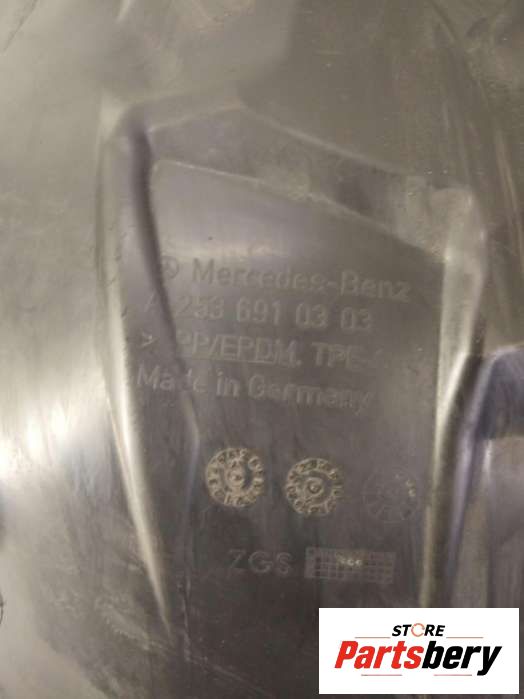 Mercedes-Benz
A 253 691 03 03
>PP/EPDM, TPE<
Made in Germany
ZGS
STORE
Partsbery